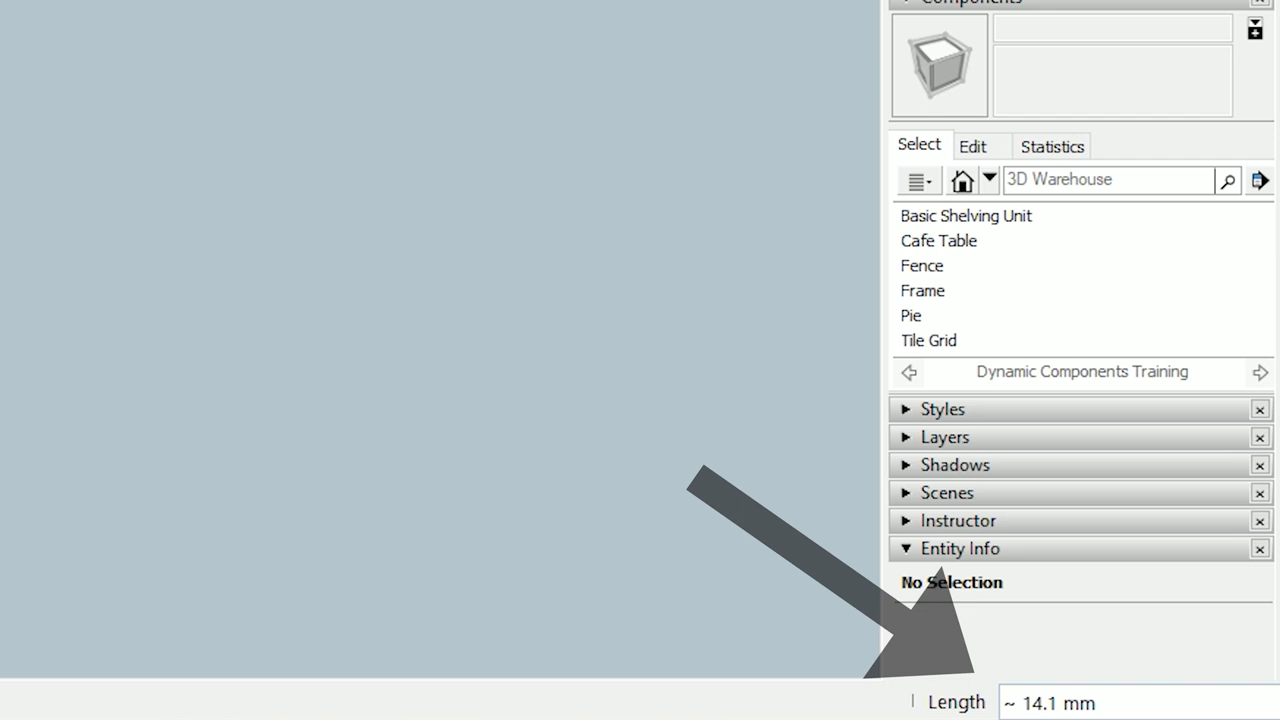 Components
Select Edit Statistics
3D Warehouse
Basic Shelving Unit
Cafe Table
Fence
Frame
Pie
Tile Grid
Dynamic Components Training
Styles
Layers
Shadows
Scenes
Instructor
Entity Info
No Selection
Length ~ 14.1 mm